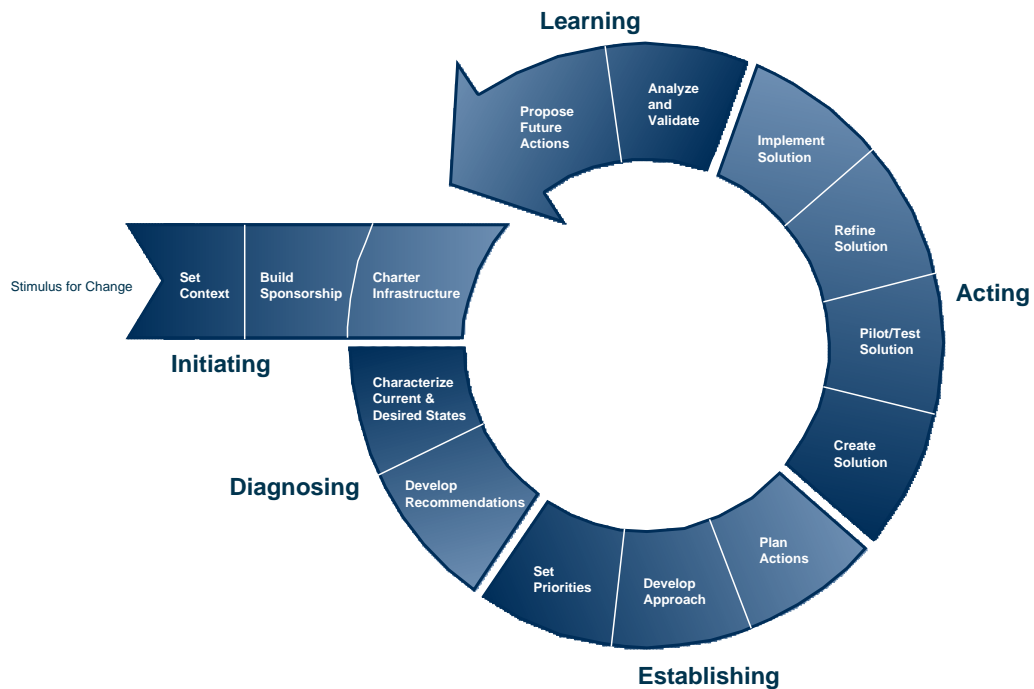 Learning
Analyze
and
Validate
Propose
Future
Actions
Implement
Solution
Refine
Solution
Acting
Pilot/Test
Solution
Create
Solution
Stimulus for Change
Set
Context
Build
Sponsorship
Charter
Infrastructure
Initiating
Characterize
Current &
Desired States
Diagnosing
Develop
Recommendations
Set
Priorities
Develop
Approach
Plan
Actions
Establishing